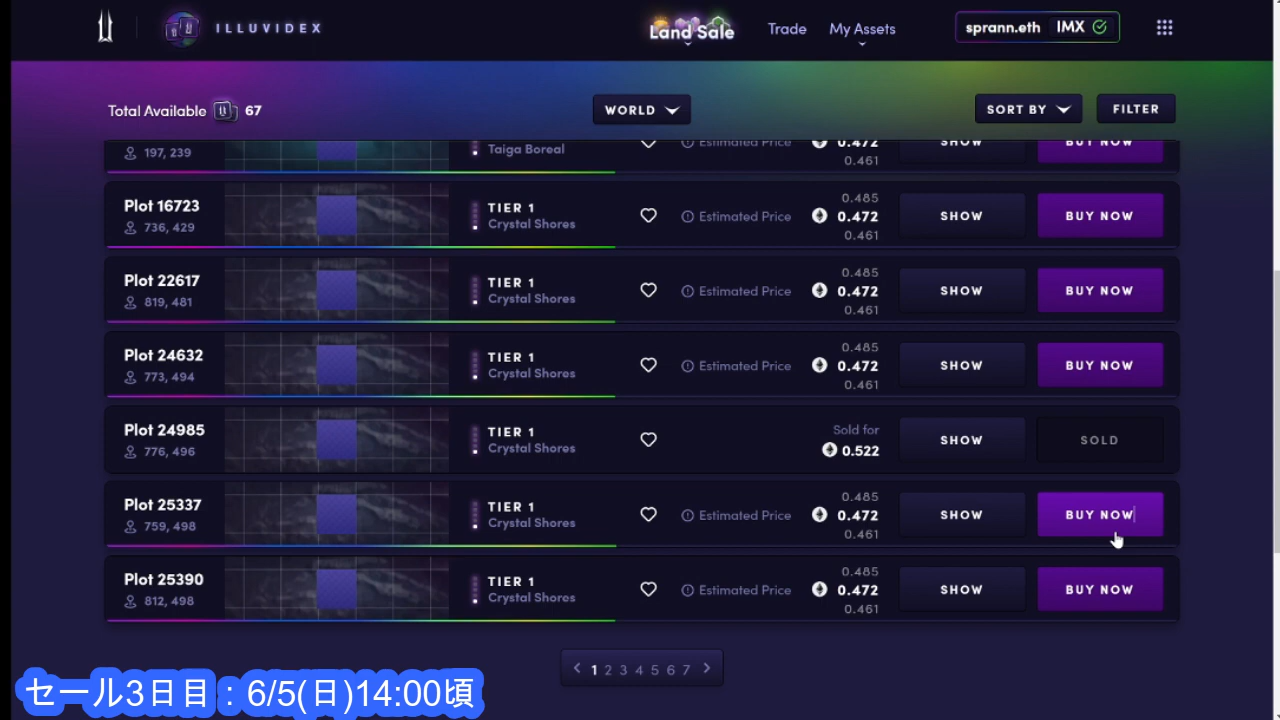 ILLUVIDEX
Land Sale
Trade
My Assets
sprann.eth IMX
Total Available 67
WORLD
SORT BY
FILTER
197, 239
Taiga Boreal
Estimated Price
0.472
0.461
SHOW
BUY NOW
Plot 16723
736, 429
TIER 1
Crystal Shores
Estimated Price
0.485
0.472
0.461
SHOW
BUY NOW
Plot 22617
819, 481
TIER 1
Crystal Shores
Estimated Price
0.485
0.472
0.461
SHOW
BUY NOW
Plot 24632
773, 494
TIER 1
Crystal Shores
Estimated Price
0.485
0.472
0.461
SHOW
BUY NOW
Plot 24985
776, 496
TIER 1
Crystal Shores
Sold for
0.522
SHOW
SOLD
Plot 25337
759, 498
TIER 1
Crystal Shores
Estimated Price
0.485
0.472
0.461
SHOW
BUY NOW
Plot 25390
812, 498
TIER 1
Crystal Shores
Estimated Price
0.485
0.472
0.461
SHOW
BUY NOW
< 1 2 3 4 5 6 7 >
セール3日目：6/5(日)14:00頃